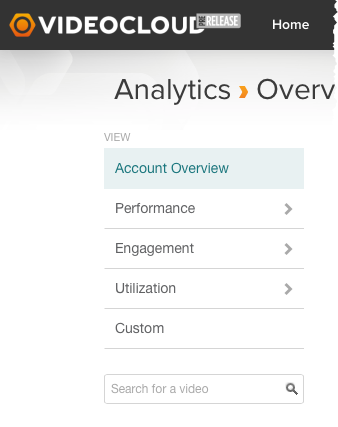 VIDEOCLOUD PRE RELEASE Home
Analytics › Overv
VIEW
Account Overview
Performance
Engagement
Utilization
Custom
Search for a video